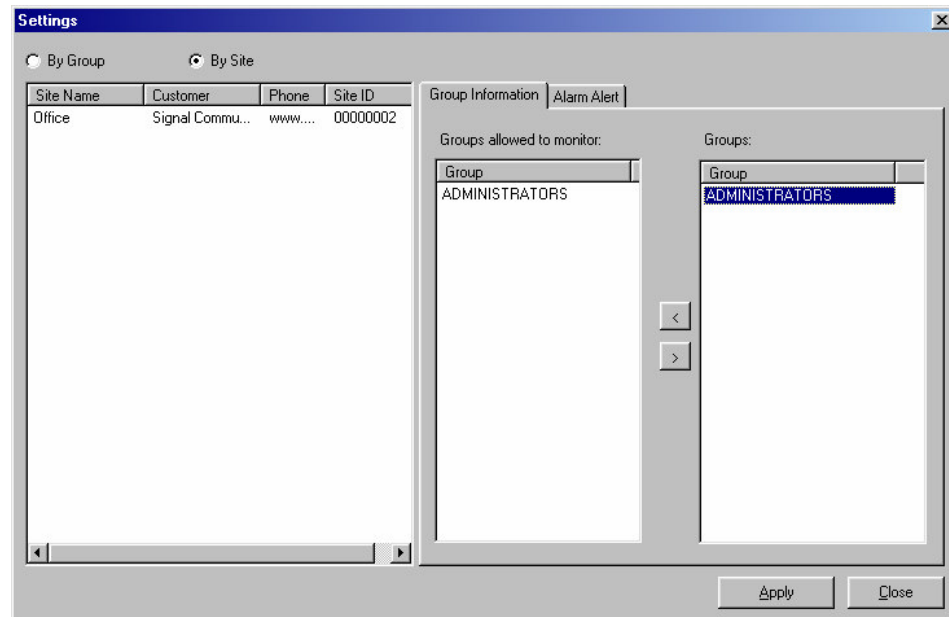 Settings
By Group By Site
Site Name Customer Phone Site ID
Office Signal Commu... www.... 00000002
Group Information Alarm Alert
Groups allowed to monitor: Groups:
Group Group
ADMINISTRATORS ADMINISTRATORS
<
>
Apply Close